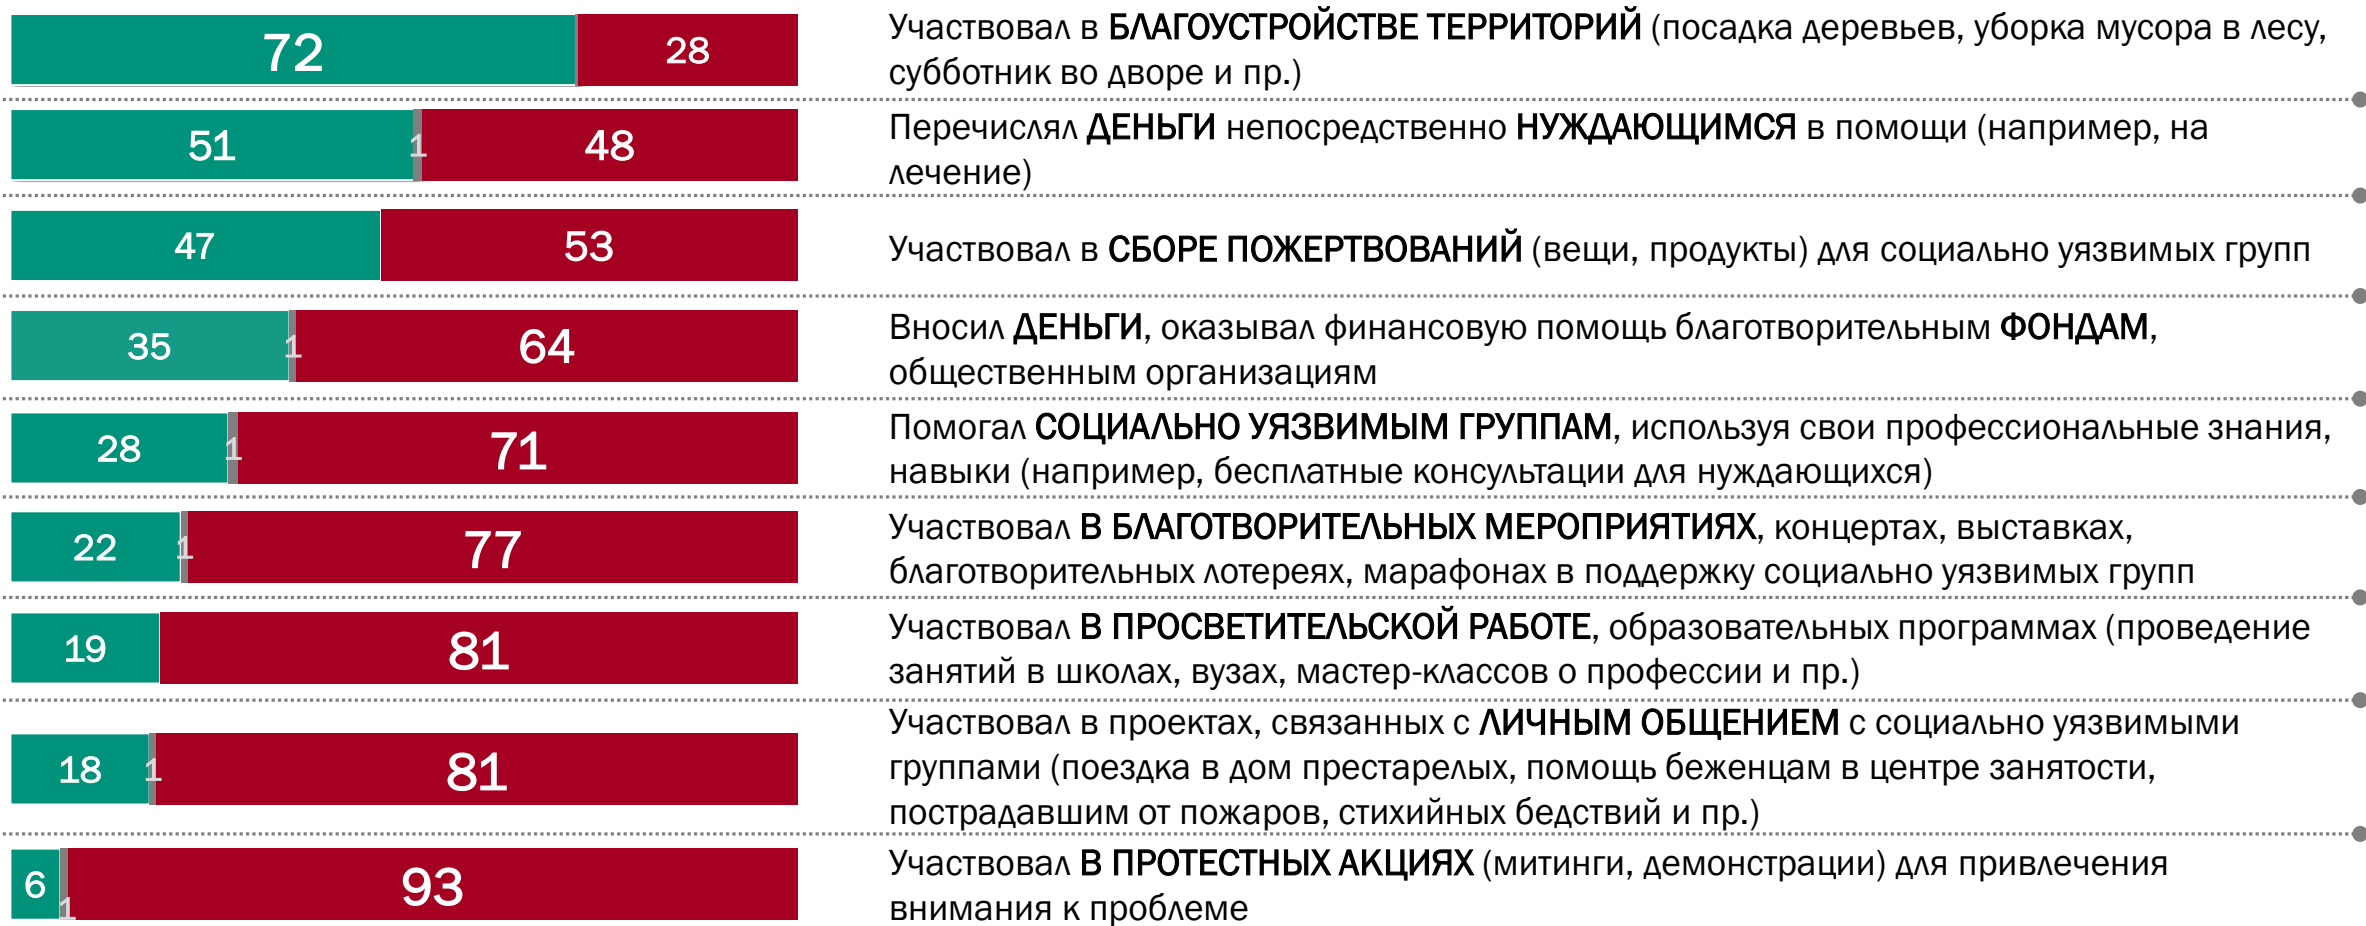 72 28
Участвовал в БЛАГОУСТРОЙСТВЕ ТЕРРИТОРИЙ (посадка деревьев, уборка мусора в лесу,
субботник во дворе и пр.)
51 1 48
Перечислял ДЕНЬГИ непосредственно НУЖДАЮЩИМСЯ в помощи (например, на
лечение)
47 53
Участвовал в СБОРЕ ПОЖЕРТВОВАНИЙ (вещи, продукты) для социально уязвимых групп
35 1 64
Вносил ДЕНЬГИ, оказывал финансовую помощь благотворительным ФОНДАМ,
общественным организациям
28 1 71
Помогал СОЦИАЛЬНО УЯЗВИМЫМ ГРУППАМ, используя свои профессиональные знания,
навыки (например, бесплатные консультации для нуждающихся)
22 1 77
Участвовал В БЛАГОТВОРИТЕЛЬНЫХ МЕРОПРИЯТИЯХ, концертах, выставках,
благотворительных лотереях, марафонах в поддержку социально уязвимых групп
19 81
Участвовал В ПРОСВЕТИТЕЛЬСКОЙ РАБОТЕ, образовательных программах (проведение
занятий в школах, вузах, мастер-классов о профессии и пр.)
18 1 81
Участвовал в проектах, связанных с ЛИЧНЫМ ОБЩЕНИЕМ с социально уязвимыми
группами (поездка в дом престарелых, помощь беженцам в центре занятости,
пострадавшим от пожаров, стихийных бедствий и пр.)
6 1 93
Участвовал В ПРОТЕСТНЫХ АКЦИЯХ (митинги, демонстрации) для привлечения
внимания к проблеме